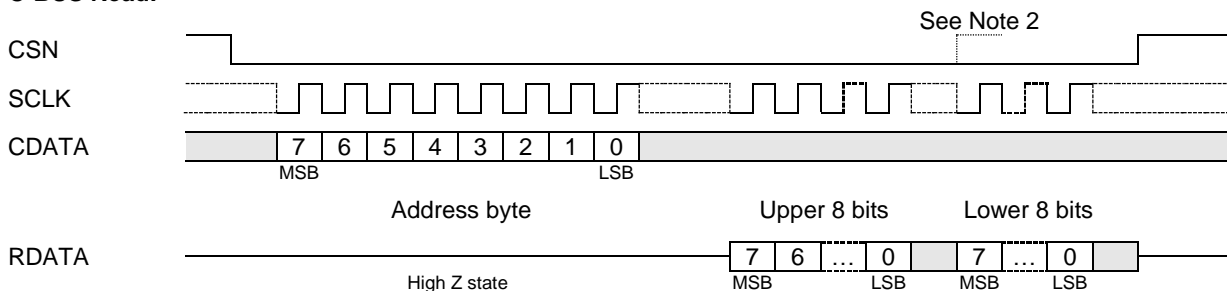 C-BUS Read:
See Note 2
CSN
SCLK
CDATA 7 6 5 4 3 2 1 0
MSB LSB
Address byte Upper 8 bits Lower 8 bits
RDATA 7 6 … 0 7 … 0
High Z state MSB LSB MSB LSB